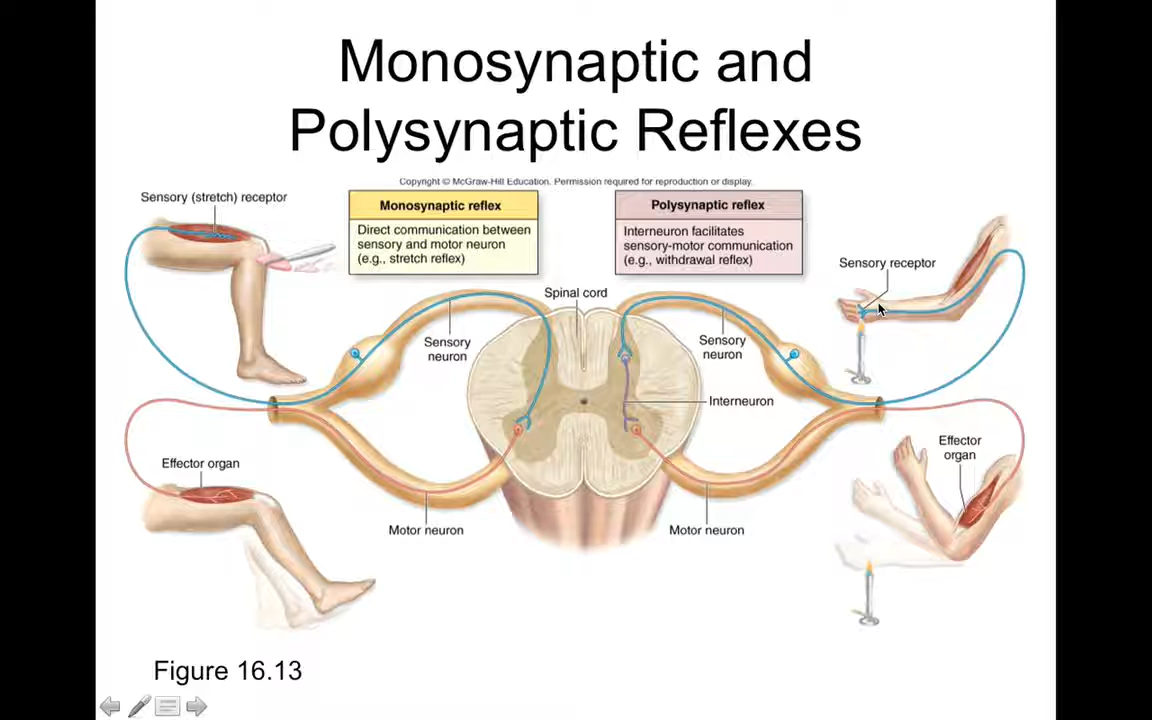 Monosynaptic and
Polysynaptic Reflexes
Copyright © McGraw-Hill Education. Permission required for reproduction or display.
Sensory (stretch) receptor
Monosynaptic reflex
Direct communication between
sensory and motor neuron
(e.g., stretch reflex)
Polysynaptic reflex
Interneuron facilitates
sensory-motor communication
(e.g., withdrawal reflex)
Sensory receptor
Spinal cord
Sensory
neuron
Sensory
neuron
Interneuron
Effector organ
Effector
organ
Motor neuron
Motor neuron
Figure 16.13